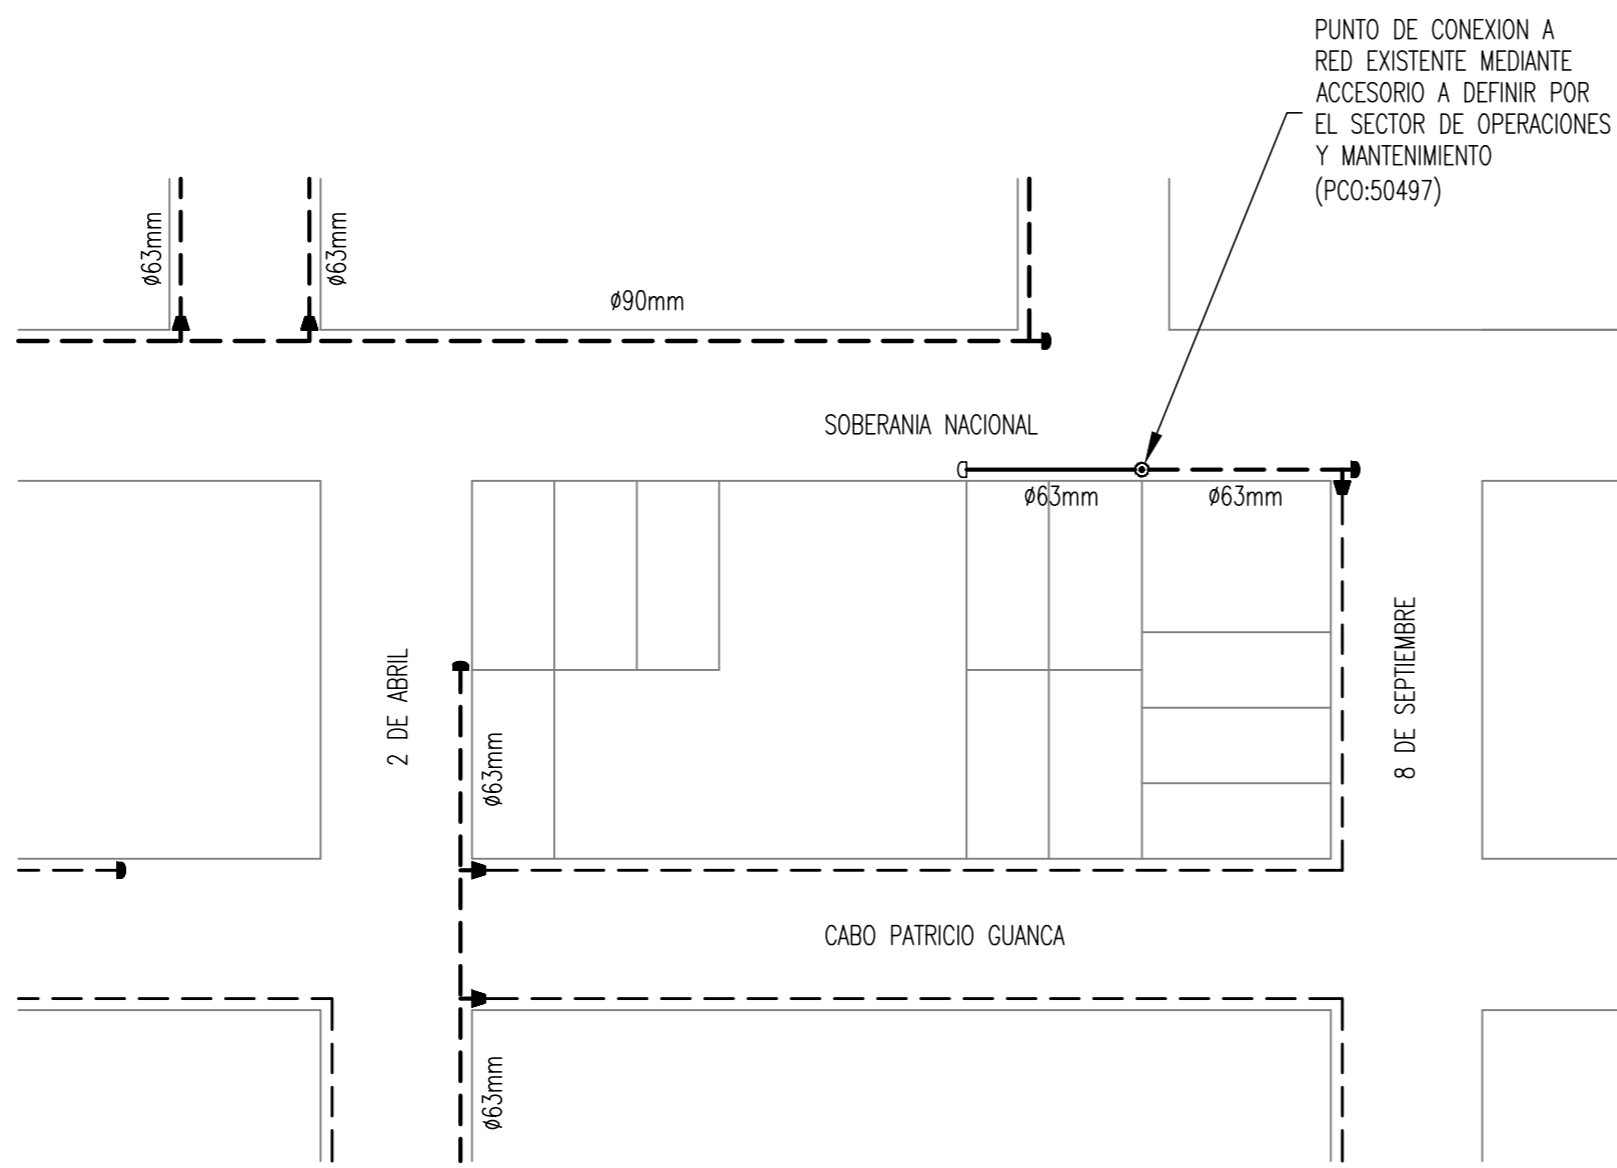 PUNTO DE CONEXION A
RED EXISTENTE MEDIANTE
ACCESORIO A DEFINIR POR
EL SECTOR DE OPERACIONES
Y MANTENIMIENTO
(PCO:50497)
ø63mm
ø63mm
ø90mm
SOBERANIA NACIONAL
ø63mm
ø63mm
2 DE ABRIL
8 DE SEPTIEMBRE
ø63mm
CABO PATRICIO GUANCA
ø63mm